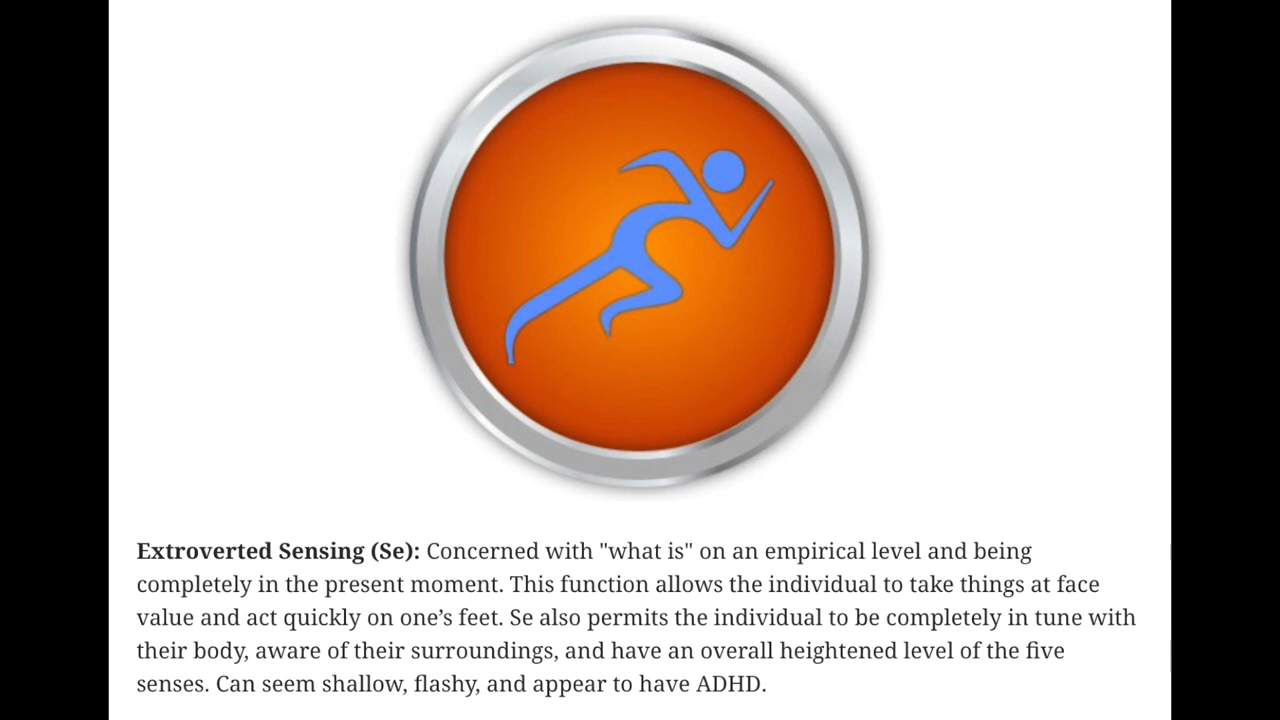 Extroverted Sensing (Se): Concerned with "what is" on an empirical level and being
completely in the present moment. This function allows the individual to take things at face
value and act quickly on one’s feet. Se also permits the individual to be completely in tune with
their body, aware of their surroundings, and have an overall heightened level of the five
senses. Can seem shallow, flashy, and appear to have ADHD.